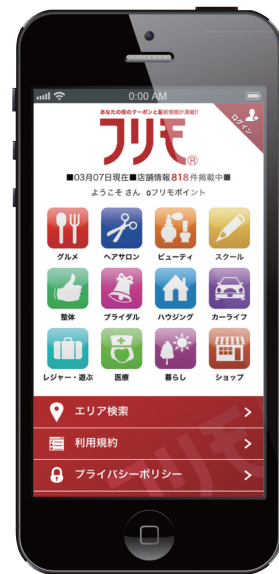 0:00 AM
あなたの街のクーポンと最新情報が満載!!
フリモ®
ログイン
■03月07日現在■店舗情報818件掲載中■
ようこそ さん 0フリモポイント
グルメ ヘアサロン ビューティ スクール
整体 ブライダル ハウジング カーライフ
レジャー・遊ぶ 医療 暮らし ショップ
エリア検索
利用規約
プライバシーポリシー